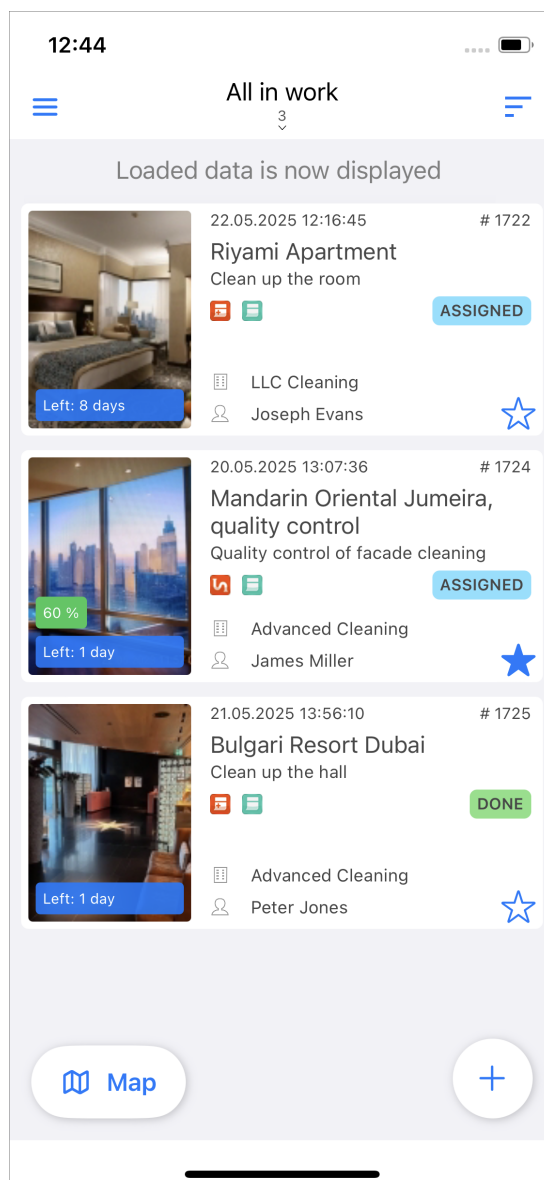 12:44
All in work
3
Loaded data is now displayed
22.05.2025 12:16:45 # 1722
Riyami Apartment
Clean up the room
ASSIGNED
LLC Cleaning
Left: 8 days
Joseph Evans
20.05.2025 13:07:36 # 1724
Mandarin Oriental Jumeira,
quality control
Quality control of facade cleaning
ASSIGNED
60 %
Advanced Cleaning
Left: 1 day
James Miller
21.05.2025 13:56:10 # 1725
Bulgari Resort Dubai
Clean up the hall
DONE
Advanced Cleaning
Left: 1 day
Peter Jones
Map